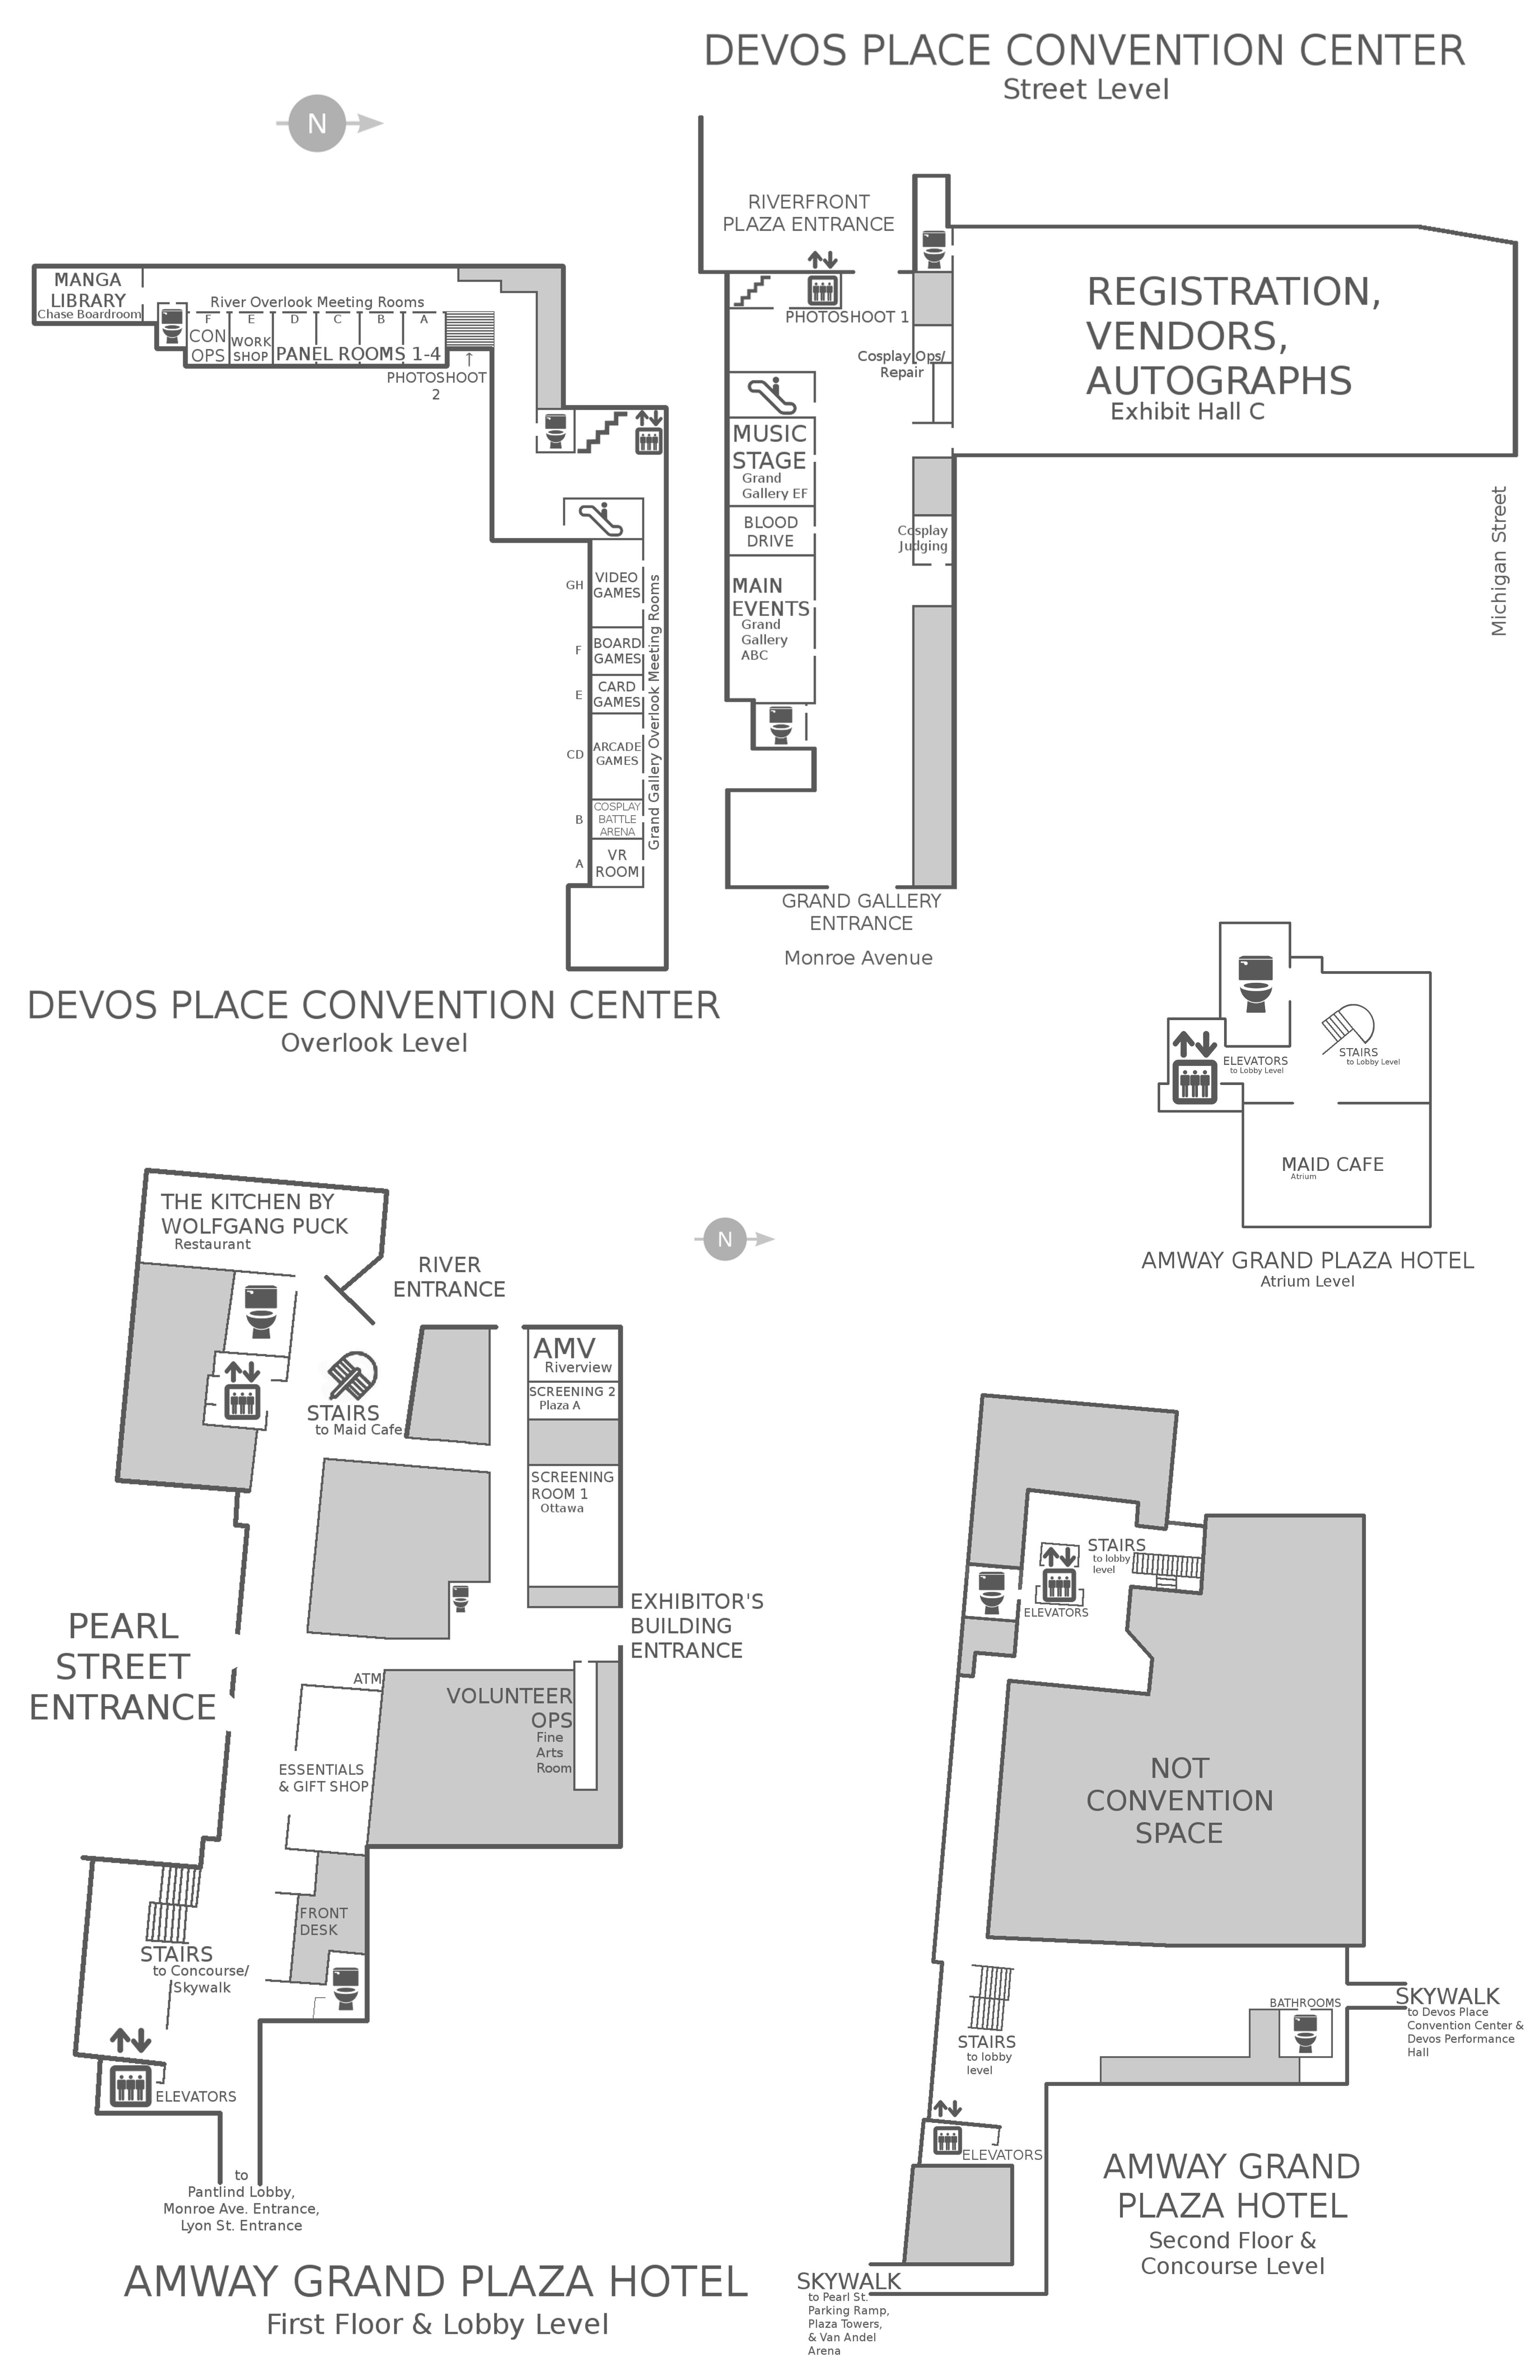 DEVOS PLACE CONVENTION CENTER
Street Level
N
RIVERFRONT
PLAZA ENTRANCE
PHOTOSHOOT 1
Cosplay Ops/
Repair
REGISTRATION,
VENDORS,
AUTOGRAPHS
Exhibit Hall C
MUSIC
STAGE
Grand
Gallery EF
BLOOD
DRIVE
MAIN
EVENTS
Grand
Gallery
ABC
Cosplay
Judging
Michigan Street
GRAND GALLERY
ENTRANCE
Monroe Avenue
MANGA
LIBRARY
Chase Boardroom
River Overlook Meeting Rooms
F
E
D
C
B
A
CON
OPS
WORK
SHOP
PANEL ROOMS 1-4
↑
PHOTOSHOOT
2
GH
VIDEO
GAMES
F
BOARD
GAMES
E
CARD
GAMES
CD
ARCADE
GAMES
B
COSPLAY
BATTLE
ARENA
A
VR
ROOM
Grand Gallery Overlook Meeting Rooms
DEVOS PLACE CONVENTION CENTER
Overlook Level
ELEVATORS
to Lobby Level
STAIRS
to Lobby Level
MAID CAFE
Atrium
AMWAY GRAND PLAZA HOTEL
Atrium Level
N
THE KITCHEN BY
WOLFGANG PUCK
Restaurant
RIVER
ENTRANCE
STAIRS
to Maid Cafe
AMV
Riverview
SCREENING 2
Plaza A
SCREENING
ROOM 1
Ottawa
EXHIBITOR'S
BUILDING
ENTRANCE
PEARL
STREET
ENTRANCE
ATM
VOLUNTEER
OPS
Fine
Arts
Room
ESSENTIALS
& GIFT SHOP
FRONT
DESK
STAIRS
to Concourse/
Skywalk
ELEVATORS
to
Pantlind Lobby,
Monroe Ave. Entrance,
Lyon St. Entrance
AMWAY GRAND PLAZA HOTEL
First Floor & Lobby Level
STAIRS
to lobby
level
ELEVATORS
NOT
CONVENTION
SPACE
STAIRS
to lobby
level
BATHROOMS
SKYWALK
to Devos Place
Convention Center &
Devos Performance
Hall
ELEVATORS
SKYWALK
to Pearl St.
Parking Ramp,
Plaza Towers,
& Van Andel
Arena
AMWAY GRAND
PLAZA HOTEL
Second Floor &
Concourse Level